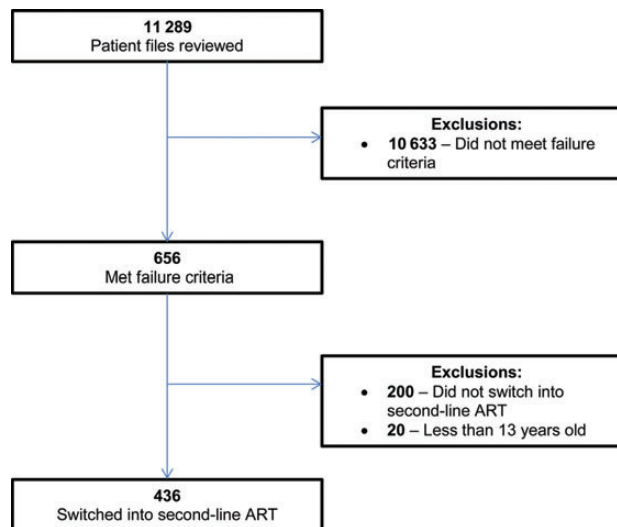 11 289
Patient files reviewed
Exclusions:
• 10 633 – Did not meet failure
criteria
656
Met failure criteria
Exclusions:
• 200 – Did not switch into
second-line ART
• 20 – Less than 13 years old
436
Switched into second-line ART